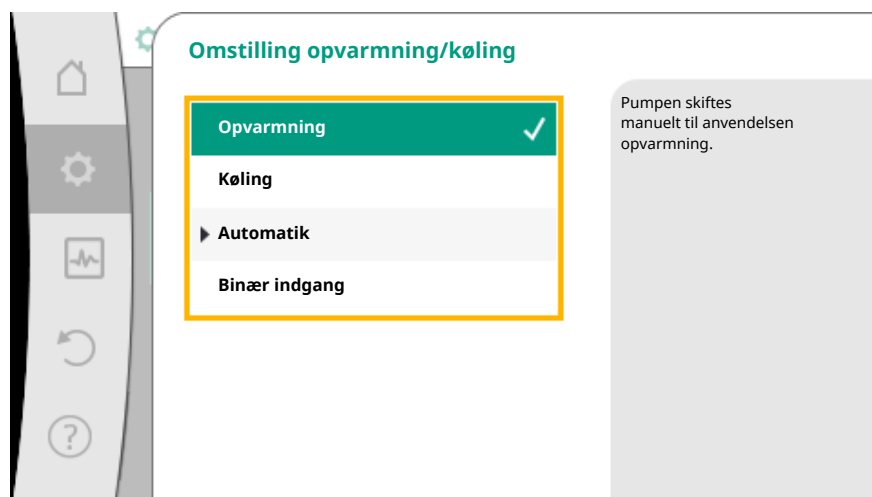 Omstilling opvarmning/køling
Opvarmning
Køling
Automatik
Binær indgang
Pumpen skiftes
manuelt til anvendelsen
opvarmning.
?